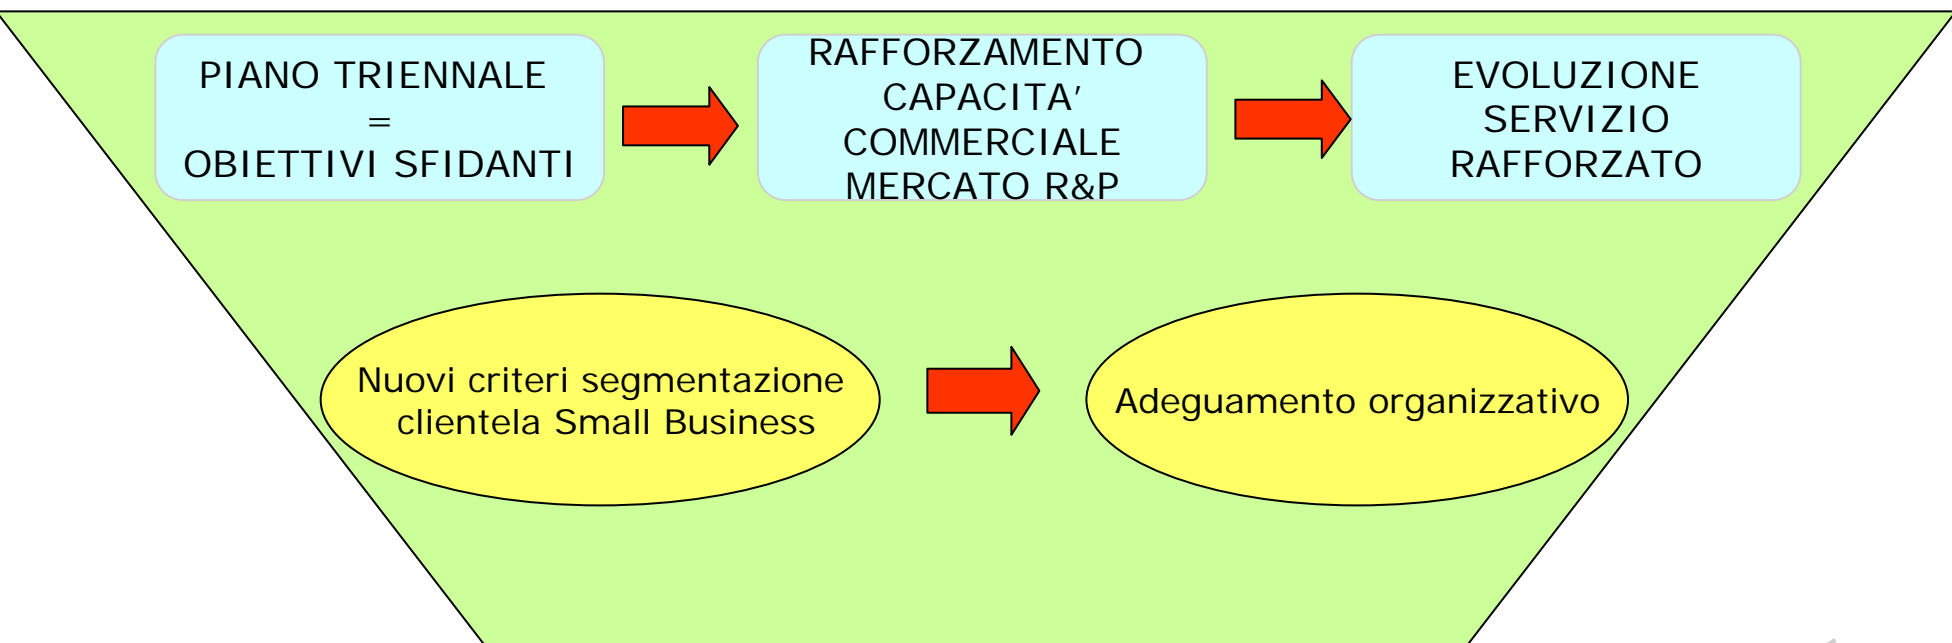 PIANO TRIENNALE
=
OBIETTIVI SFIDANTI
RAFFORZAMENTO
CAPACITA’
COMMERCIALE
MERCATO R&P
EVOLUZIONE
SERVIZIO
RAFFORZATO
Nuovi criteri segmentazione
clientela Small Business
Adeguamento organizzativo